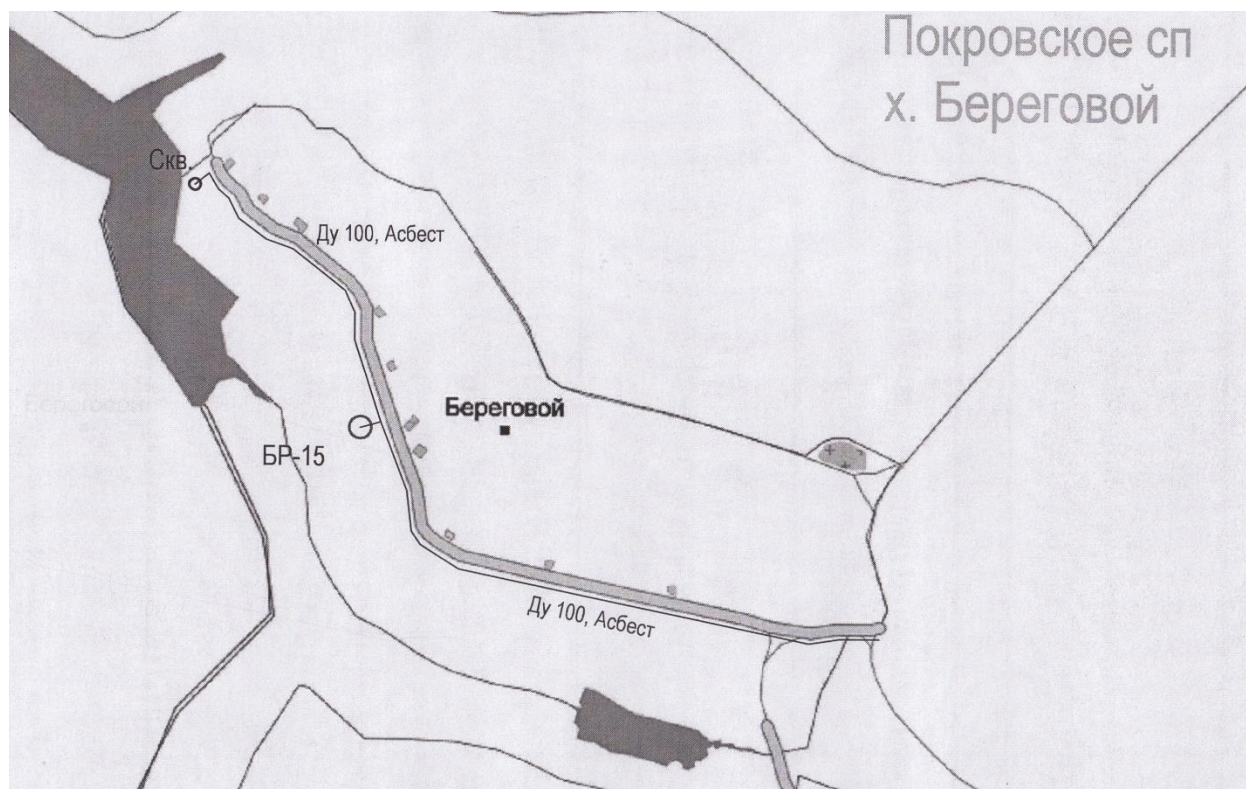 Покровское сп
х. Береговой
Скв.
Ду 100, Асбест
Береговой
БР-15
Ду 100, Асбест